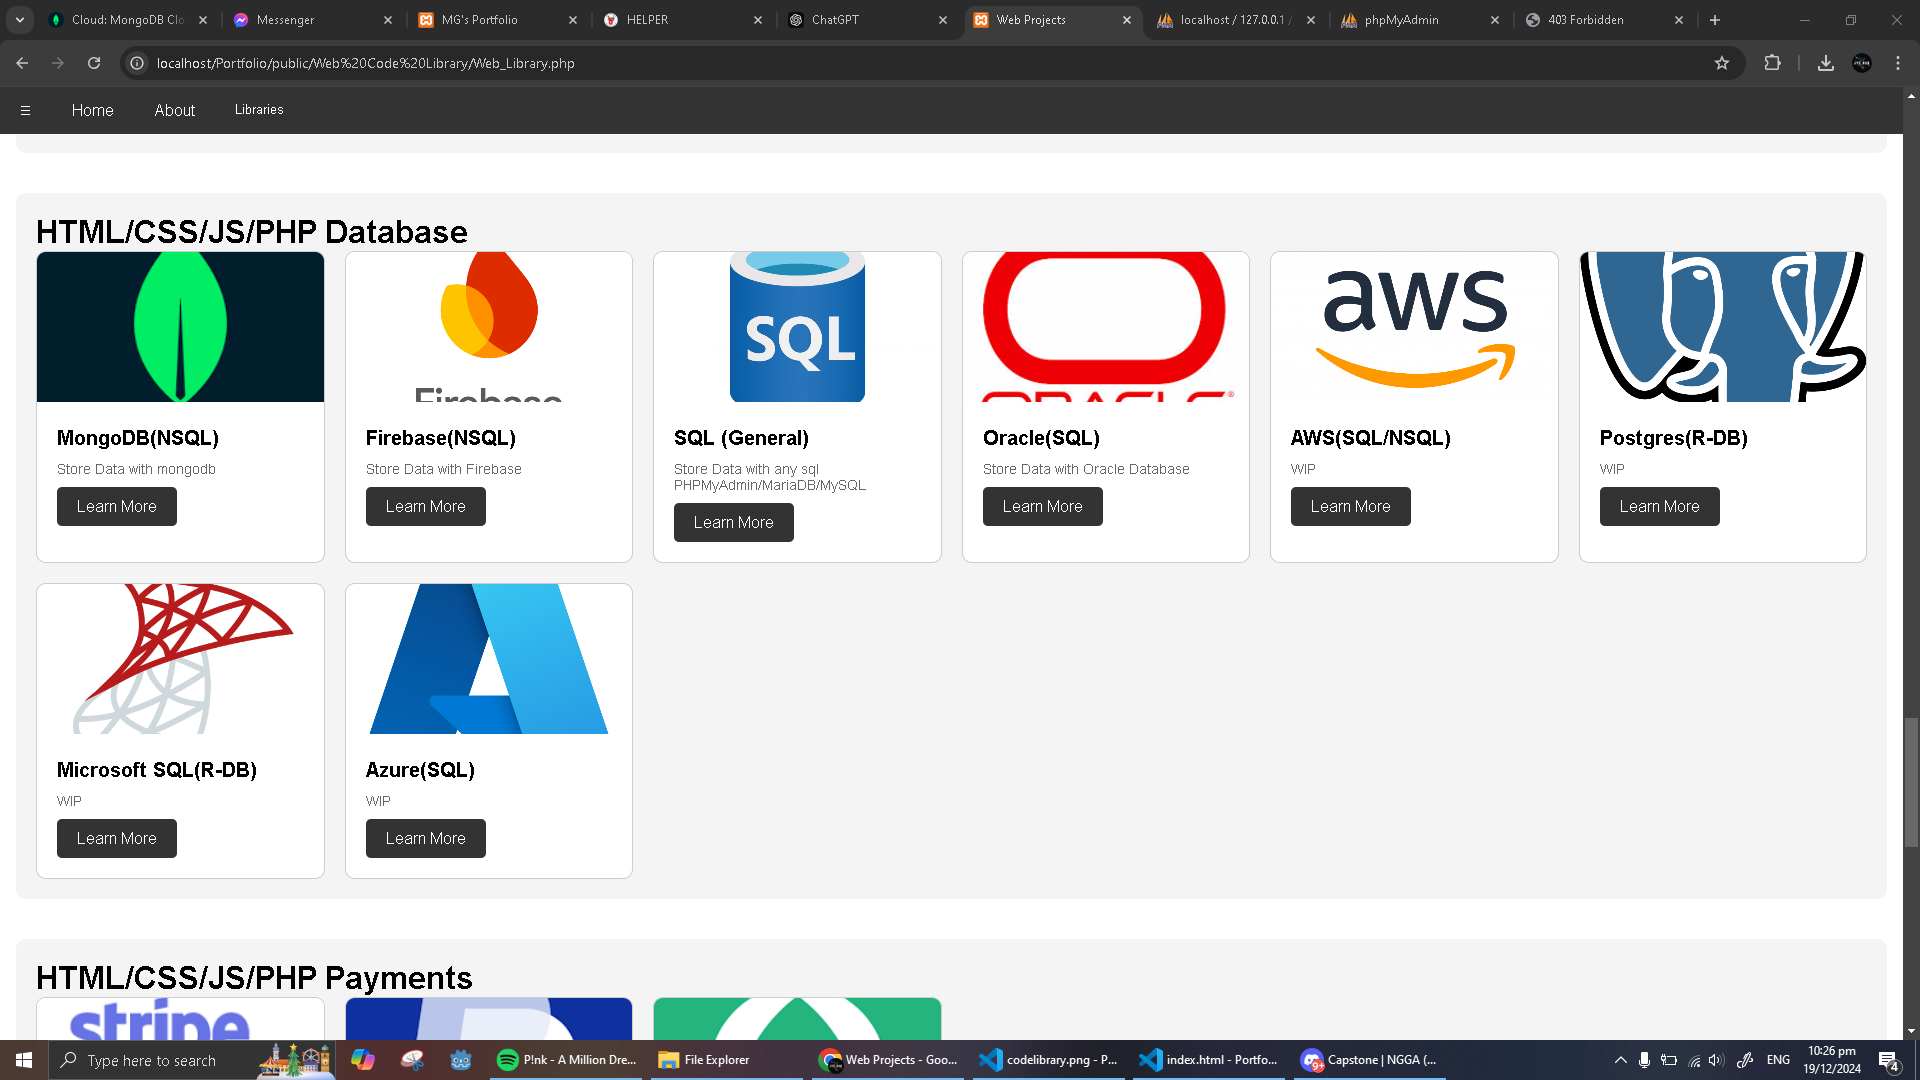 Cloud: MongoDB Clo
Messenger
MG's Portfolio
HELPER
ChatGPT
Web Projects
localhost / 127.0.0.1 /
phpMyAdmin
403 Forbidden
localhost/Portfolio/public/Web%20Code%20Library/Web_Library.php
Home
About
Libraries
HTML/CSS/JS/PHP Database
Firebase
SQL
ORACLE
aws
MongoDB(NSQL)
Store Data with mongodb
Learn More
Firebase(NSQL)
Store Data with Firebase
Learn More
SQL (General)
Store Data with any sql
PHPMyAdmin/MariaDB/MySQL
Learn More
Oracle(SQL)
Store Data with Oracle Database
Learn More
AWS(SQL/NSQL)
WIP
Learn More
Postgres(R-DB)
WIP
Learn More
Microsoft SQL(R-DB)
WIP
Learn More
Azure(SQL)
WIP
Learn More
HTML/CSS/JS/PHP Payments
stripe
Type here to search
P!nk - A Million Dre...
File Explorer
Web Projects - Goo...
codelibrary.png - P...
index.html - Portfo...
Capstone | NGGA (...
ENG
10:26 pm
19/12/2024
4